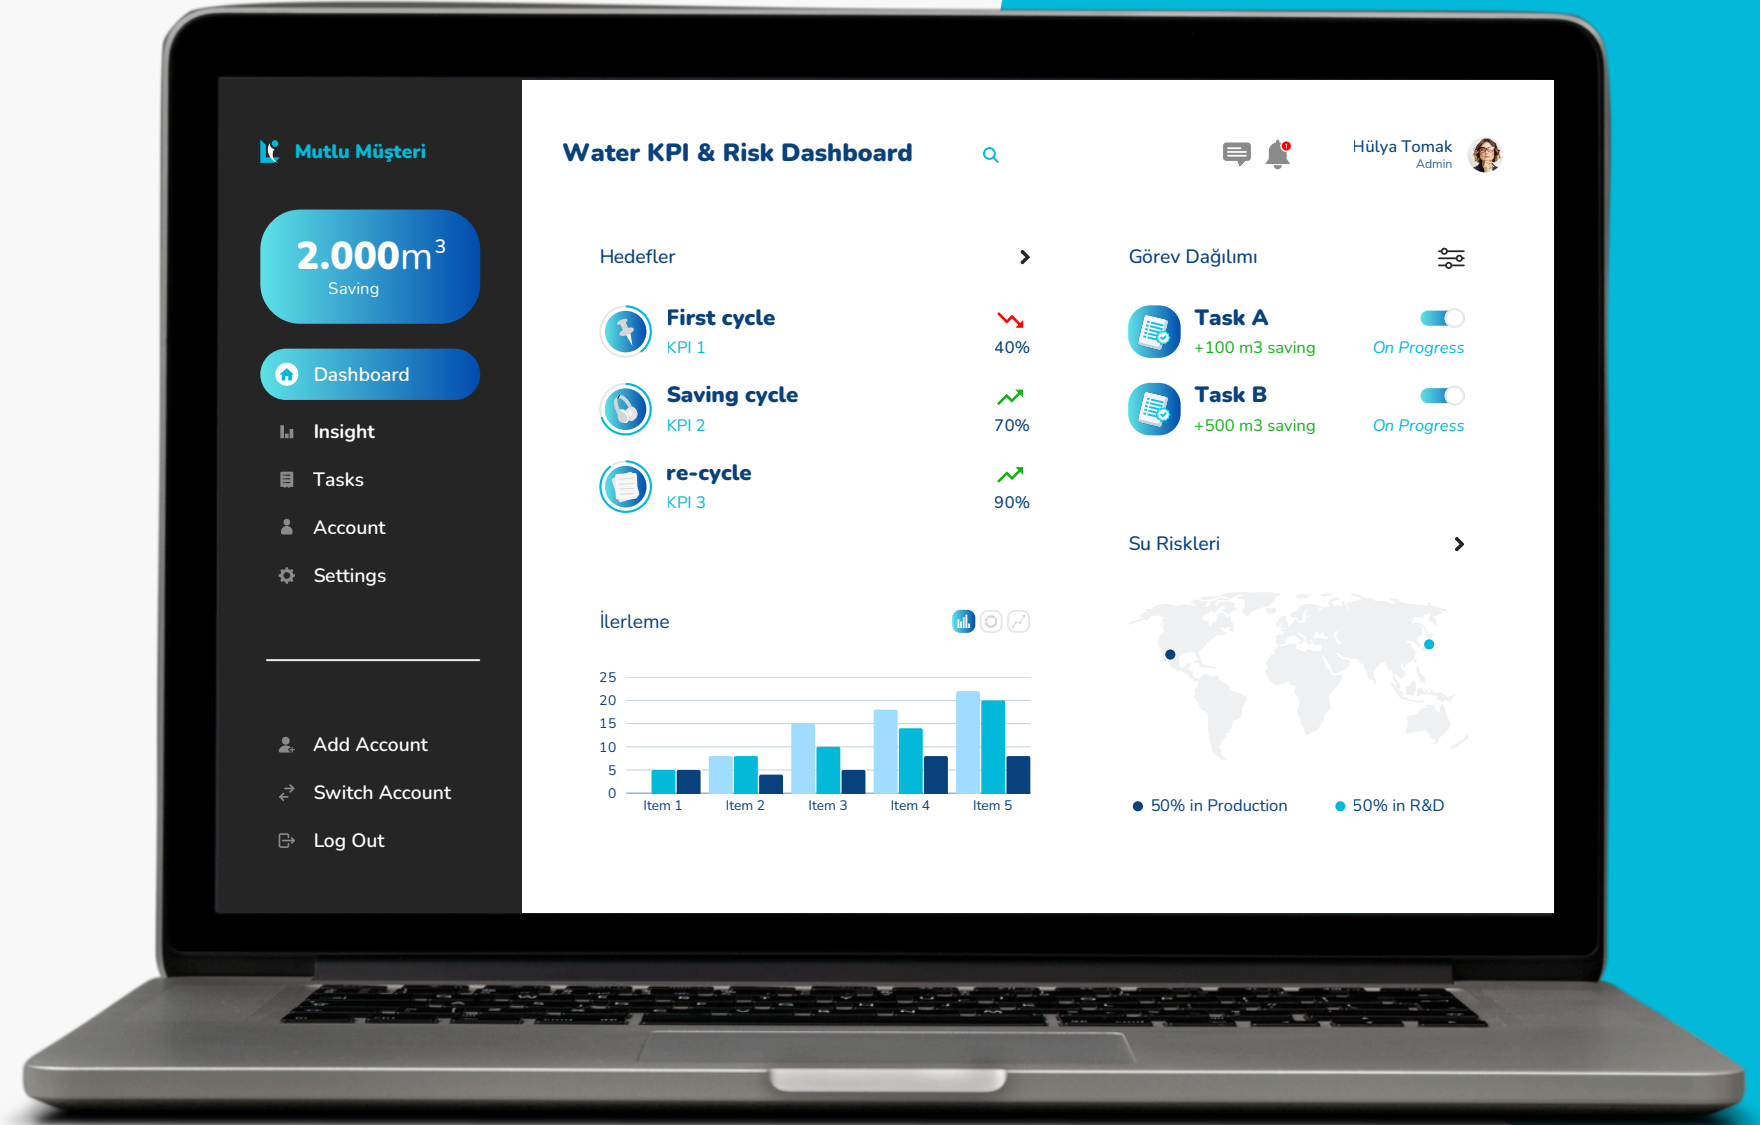 Mutlu Müşteri
2.000m³
Saving
Dashboard
Insight
Tasks
Account
Settings
Add Account
Switch Account
Log Out
Water KPI & Risk Dashboard
1
Hülya Tomak
Admin
Hedefler
First cycle
KPI 1
40%
Saving cycle
KPI 2
70%
re-cycle
KPI 3
90%
Görev Dağılımı
Task A
+100 m3 saving
On Progress
Task B
+500 m3 saving
On Progress
İlerleme
25
20
15
10
5
0
Item 1 Item 2 Item 3 Item 4 Item 5
Su Riskleri
50% in Production
50% in R&D